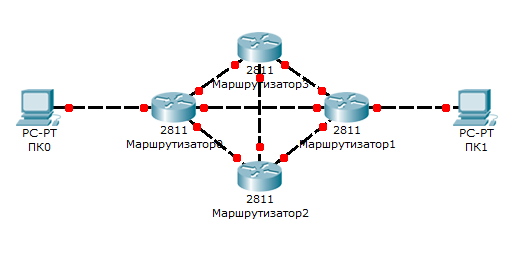 2811
Маршрутизатор3
PC-PT
ПК0
2811
Маршрутизатор0
2811
Маршрутизатор1
PC-PT
ПК1
2811
Маршрутизатор2